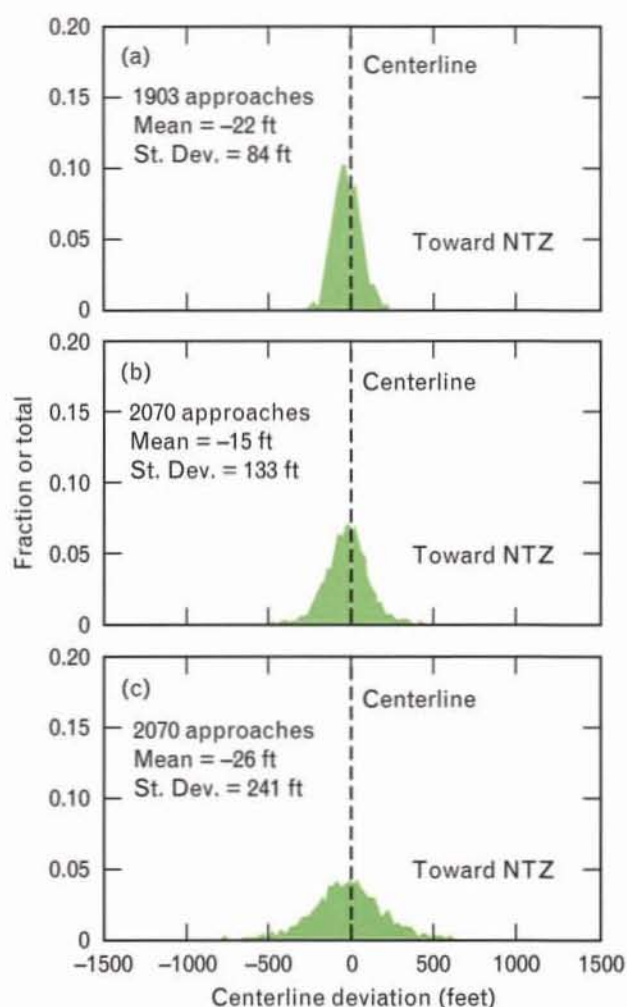 0.20
(a)
Centerline
0.15
1903 approaches
Mean = –22 ft
St. Dev. = 84 ft
0.10
0.05
Toward NTZ
0
0.20
(b)
Centerline
0.15
2070 approaches
Mean = –15 ft
St. Dev. = 133 ft
0.10
0.05
Toward NTZ
0
Fraction or total
0.20
(c)
Centerline
0.15
2070 approaches
Mean = –26 ft
St. Dev. = 241 ft
0.10
0.05
Toward NTZ
0
–1500 –1000 –500 0 500 1000 1500
Centerline deviation (feet)